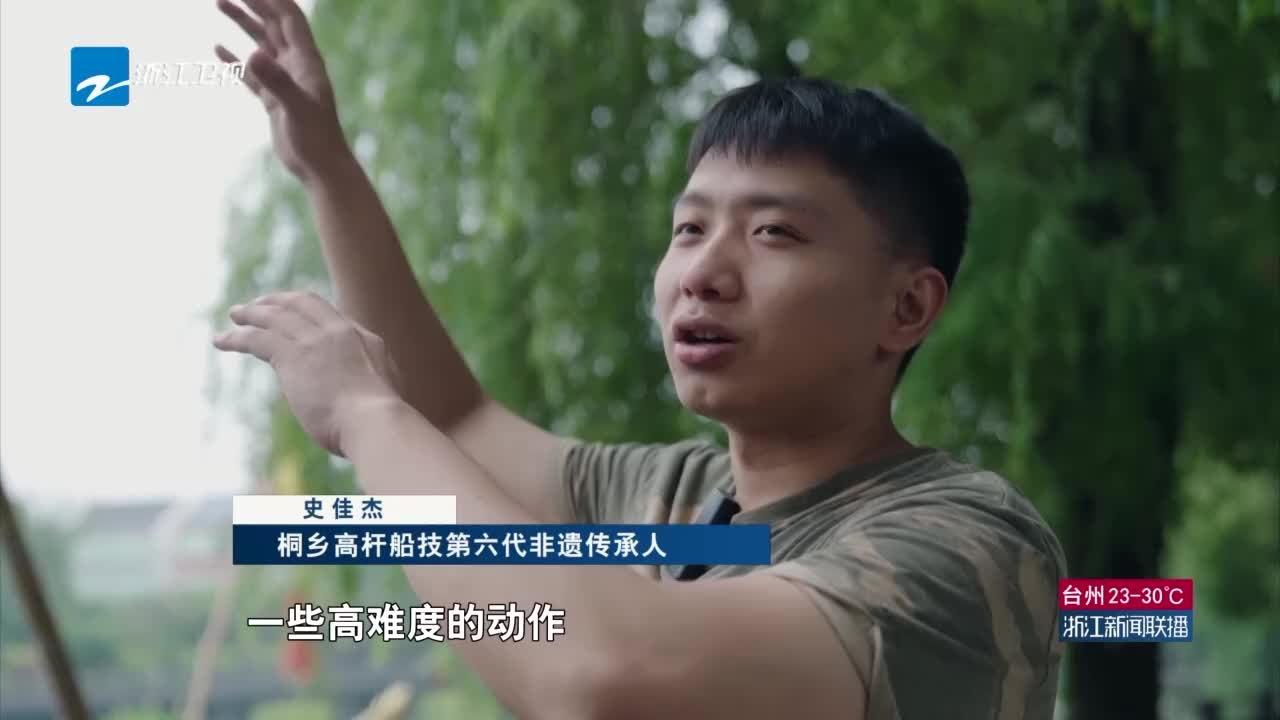 浙江卫视
史佳杰
桐乡高杆船技第六代非遗传承人
一些高难度的动作
台州23-30℃
浙江新闻联播